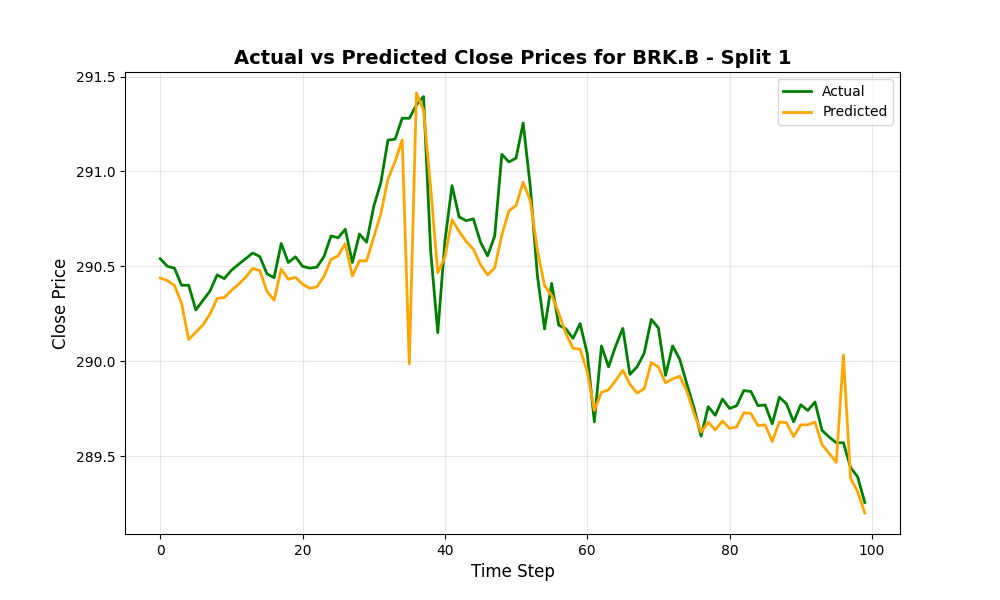 Actual vs Predicted Close Prices for BRK.B - Split 1
Actual
Predicted
Close Price
291.5
291.0
290.5
290.0
289.5
0 20 40 60 80 100
Time Step